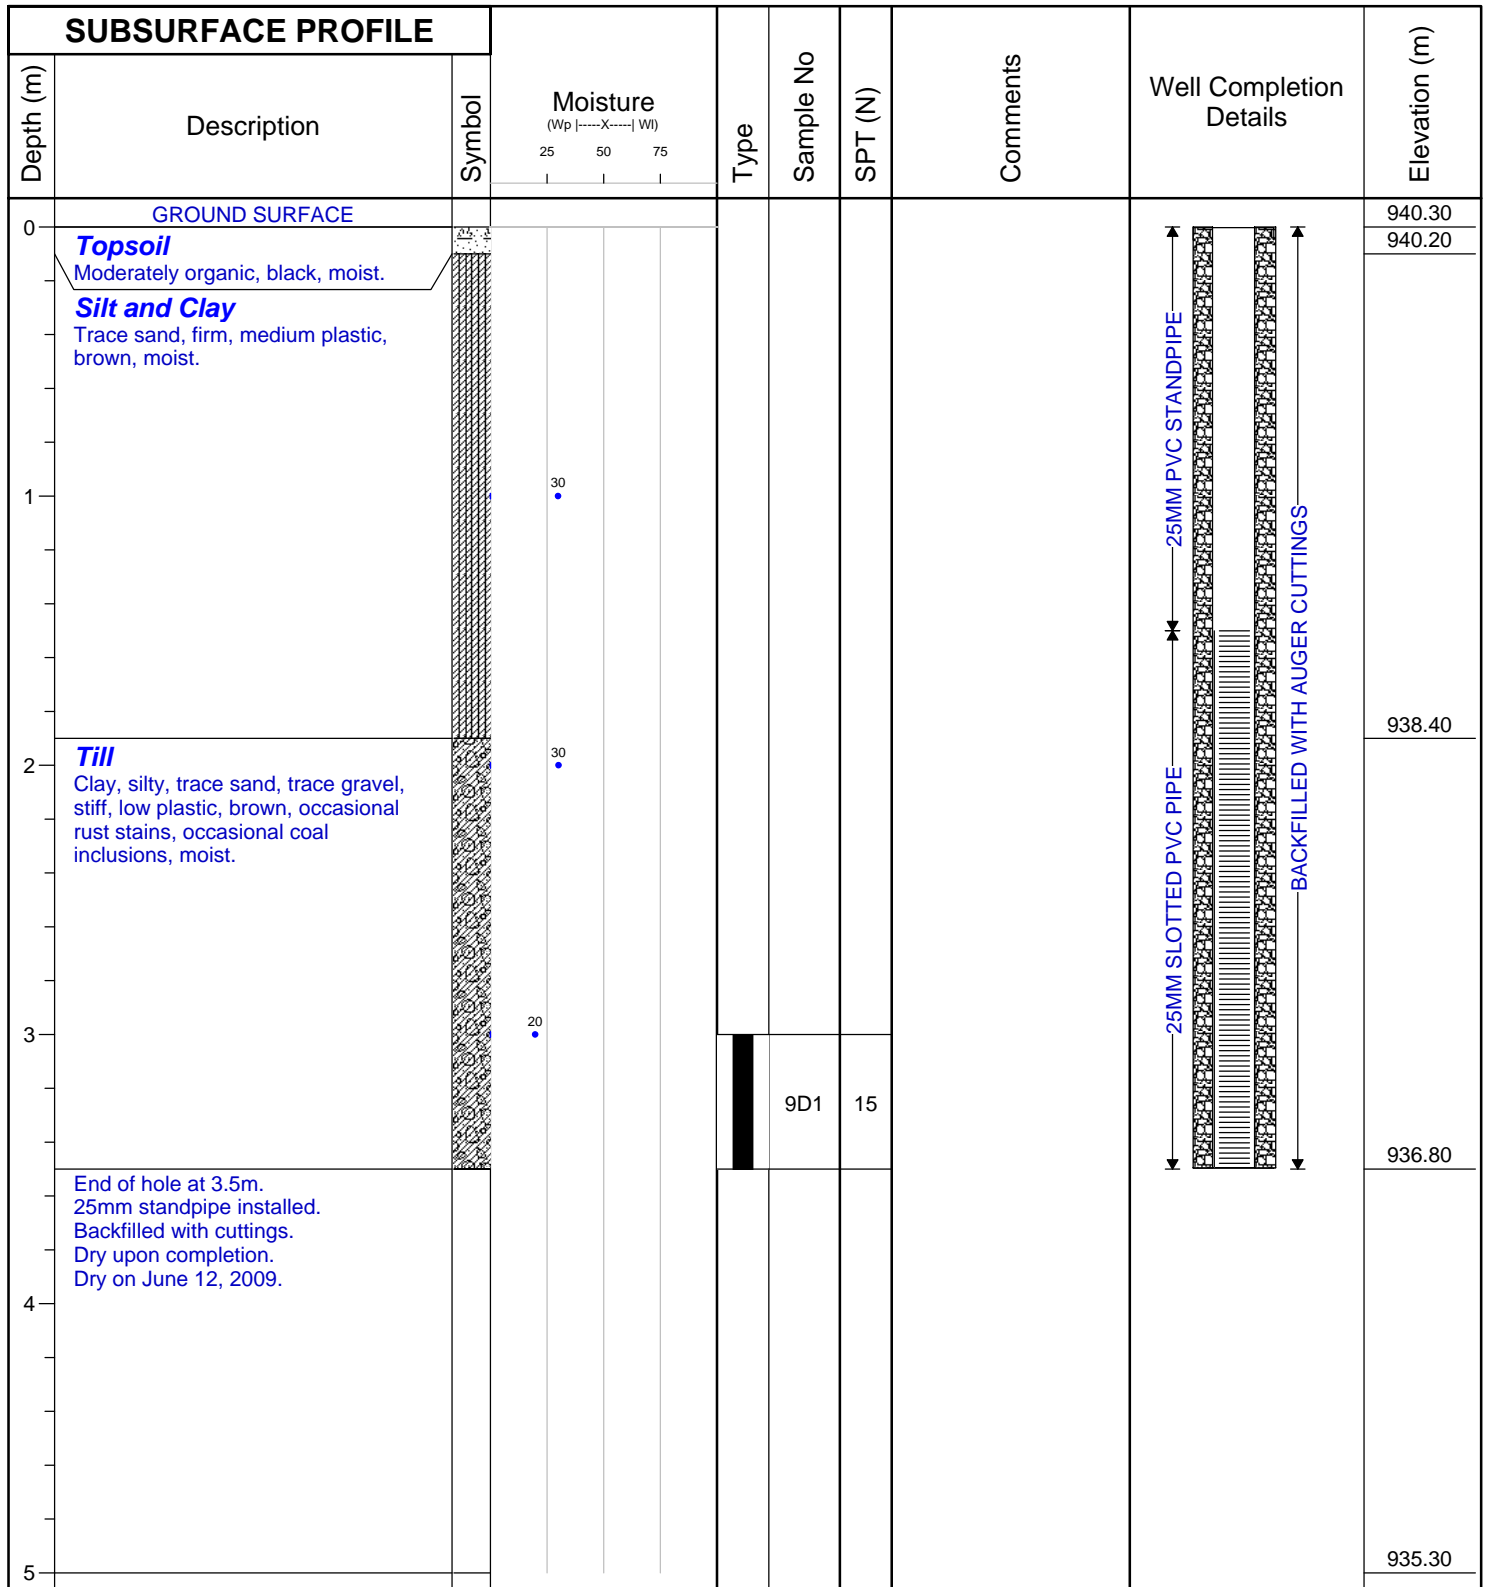 SUBSURFACE PROFILE
Depth (m)
Description
Symbol
Moisture
(Wp |-----X-----| Wl)
25 50 75
Type
Sample No
SPT (N)
Comments
Well Completion
Details
Elevation (m)
GROUND SURFACE
940.30
0
Topsoil
940.20
Moderately organic, black, moist.
Silt and Clay
Trace sand, firm, medium plastic,
brown, moist.
25MM PVC STANDPIPE
1
30
BACKFILLED WITH AUGER CUTTINGS
938.40
Till
2
30
Clay, silty, trace sand, trace gravel,
stiff, low plastic, brown, occasional
rust stains, occasional coal
inclusions, moist.
25MM SLOTTED PVC PIPE
20
3
9D1
15
936.80
End of hole at 3.5m.
25mm standpipe installed.
Backfilled with cuttings.
Dry upon completion.
Dry on June 12, 2009.
4
935.30
5